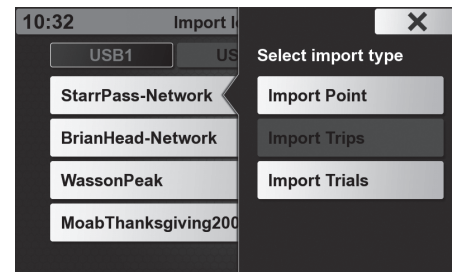 10:32 Import l
USB1 US
Select import type
StarrPass-Network
Import Point
BrianHead-Network
Import Trips
WassonPeak
Import Trials
MoabThanksgiving200